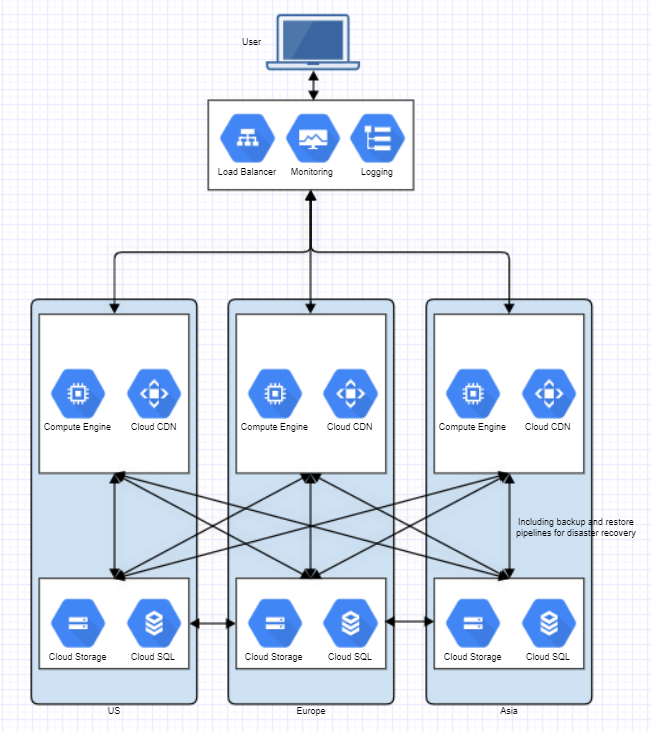 User
Load Balancer
Monitoring
Logging
Compute Engine
Cloud CDN
Compute Engine
Cloud CDN
Compute Engine
Cloud CDN
Including backup and restore
pipelines for disaster recovery
Cloud Storage
Cloud SQL
Cloud Storage
Cloud SQL
Cloud Storage
Cloud SQL
US
Europe
Asia